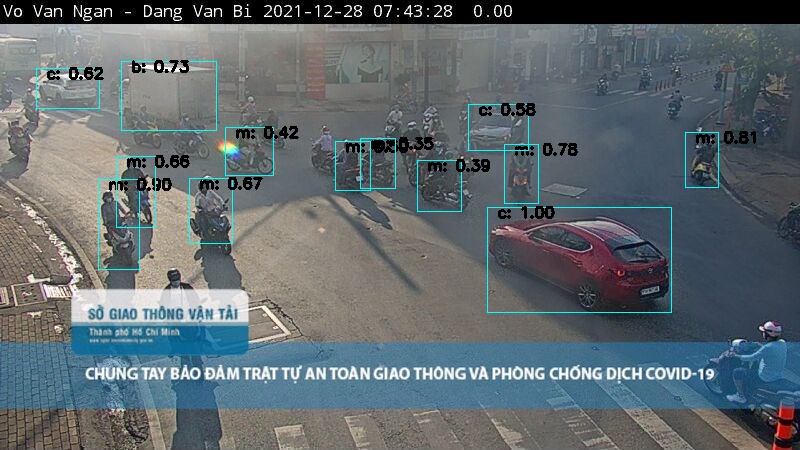 Vo Van Ngan - Dang Van Bi 2021-12-28 07:43:28 0.00
c: 0.62
b: 0.73
m: 0.42
c: 0.58
m: 0.35
m: 0.39
m: 0.78
m: 0.81
m: 0.66
m: 0.90
m: 0.67
c: 1.00
SỞ GIAO THÔNG VẬN TẢI
Thành phố Hồ Chí Minh
CHUNG TAY BẢO ĐẢM TRẬT TỰ AN TOÀN GIAO THÔNG VÀ PHÒNG CHỐNG DỊCH COVID-19